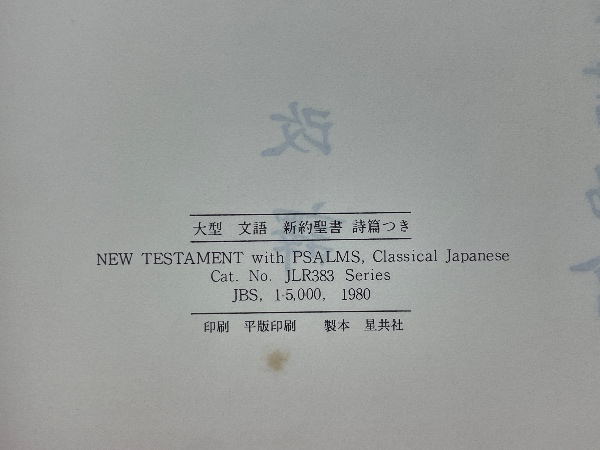 大型 文語 新約聖書 詩篇つき
NEW TESTAMENT with PSALMS, Classical Japanese
Cat. No. JLR383 Series
JBS, 1-5,000, 1980
印刷 平版印刷 製本 星共社
改
譯